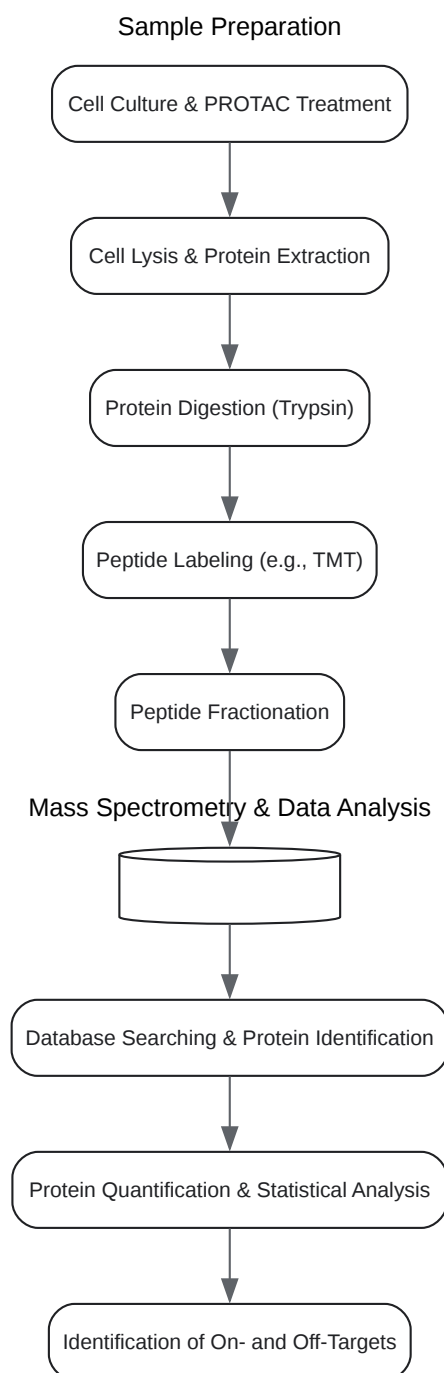 Sample Preparation
Cell Culture & PROTAC Treatment
Cell Lysis & Protein Extraction
Protein Digestion (Trypsin)
Peptide Labeling (e.g., TMT)
Peptide Fractionation
Mass Spectrometry & Data Analysis
Database Searching & Protein Identification
Protein Quantification & Statistical Analysis
Identification of On- and Off-Targets